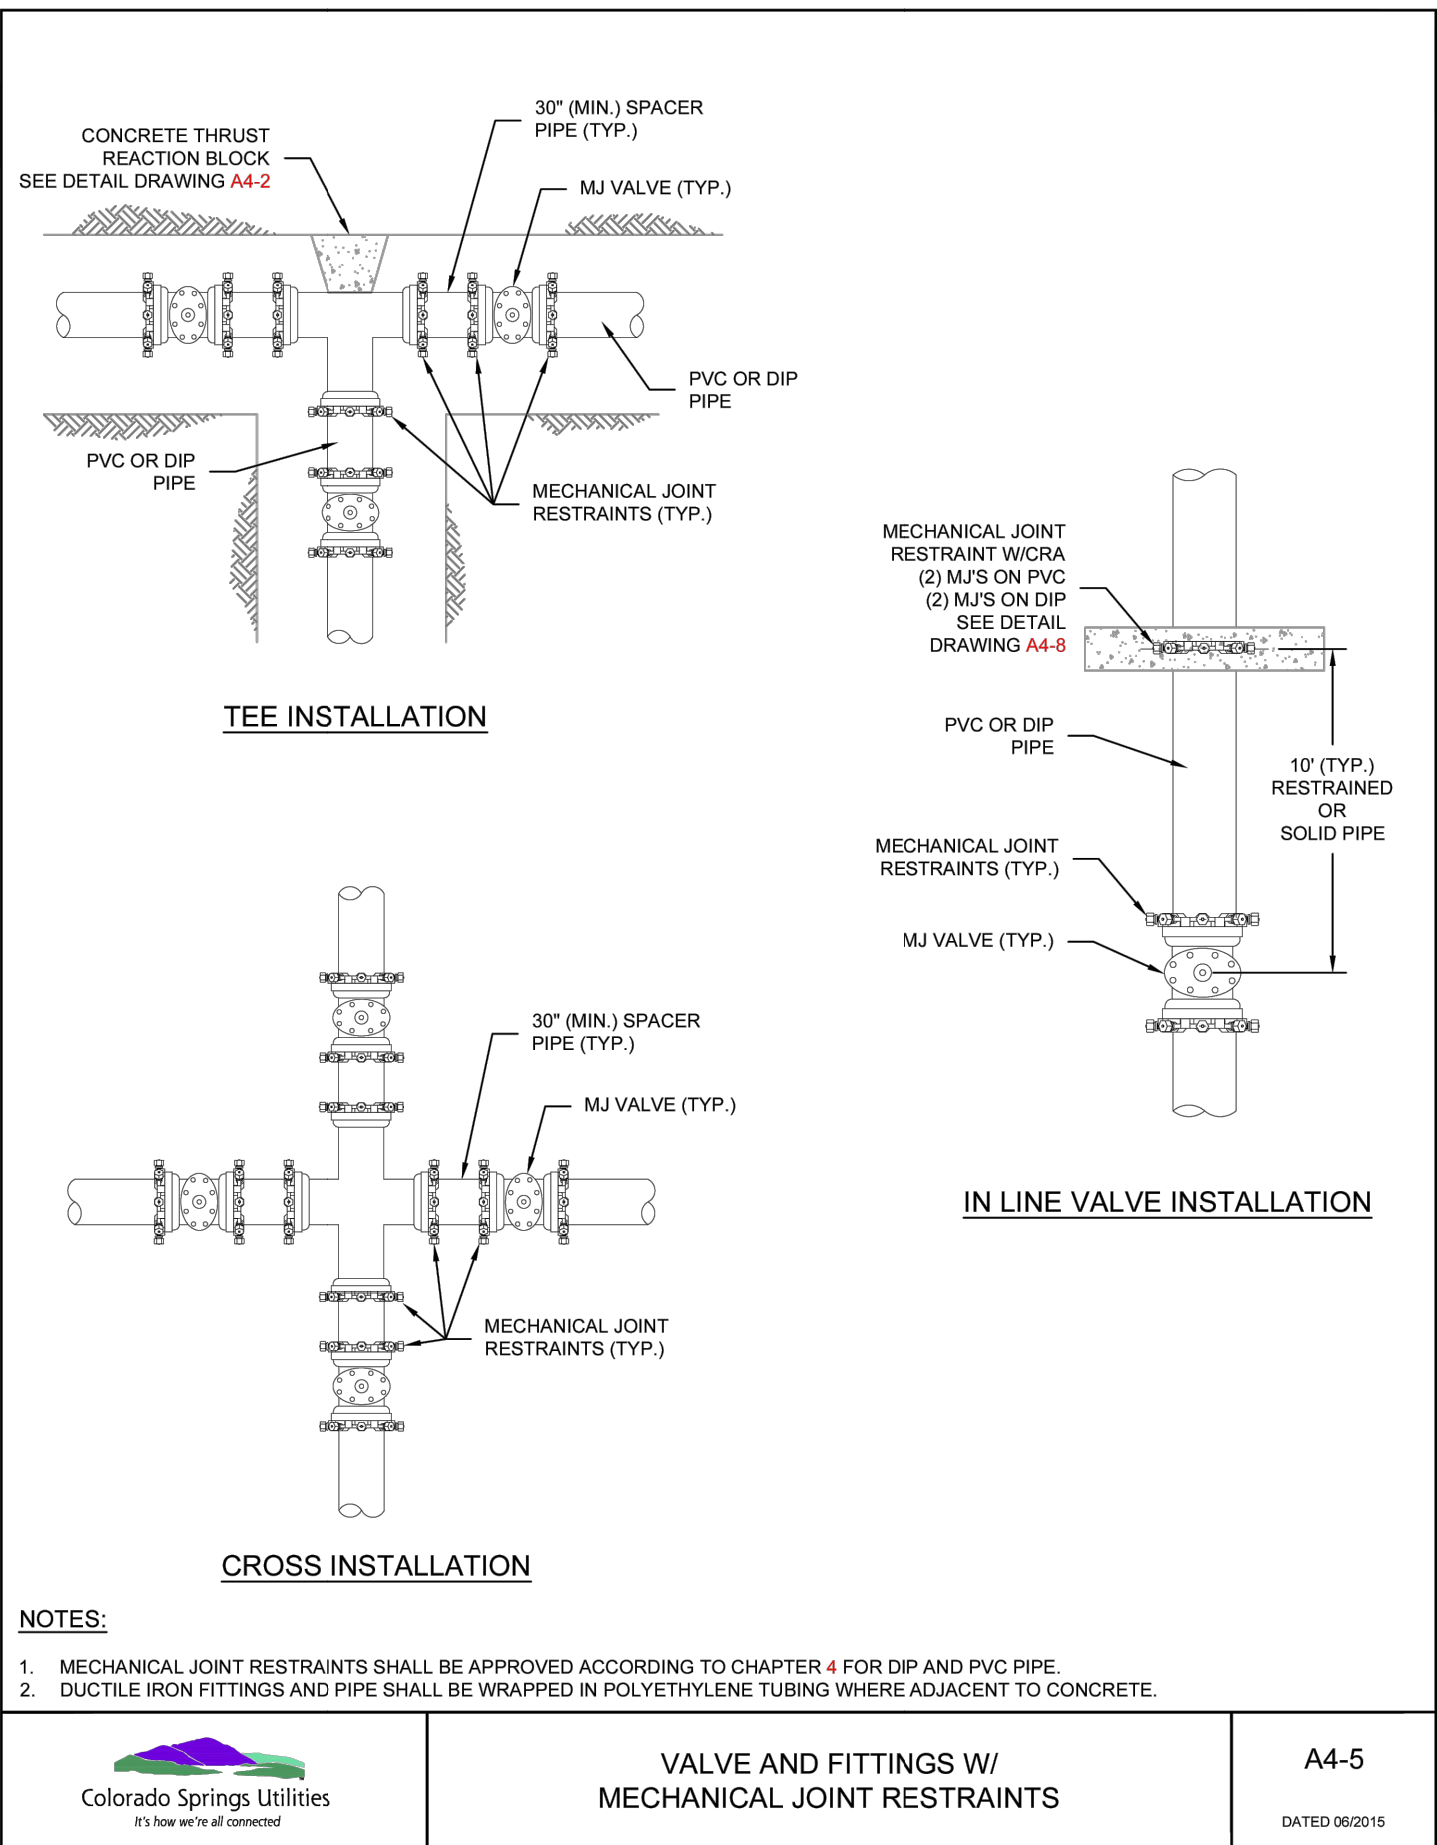 30" (MIN.) SPACER
PIPE (TYP.)
CONCRETE THRUST
REACTION BLOCK
SEE DETAIL DRAWING A4-2
MJ VALVE (TYP.)
PVC OR DIP
PIPE
PVC OR DIP
PIPE
MECHANICAL JOINT
RESTRAINTS (TYP.)
TEE INSTALLATION
MECHANICAL JOINT
RESTRAINT W/CRA
(2) MJ'S ON PVC
(2) MJ'S ON DIP
SEE DETAIL
DRAWING A4-8
PVC OR DIP
PIPE
10' (TYP.)
RESTRAINED
OR
SOLID PIPE
MECHANICAL JOINT
RESTRAINTS (TYP.)
MJ VALVE (TYP.)
IN LINE VALVE INSTALLATION
30" (MIN.) SPACER
PIPE (TYP.)
MJ VALVE (TYP.)
MECHANICAL JOINT
RESTRAINTS (TYP.)
CROSS INSTALLATION
NOTES:
1. MECHANICAL JOINT RESTRAINTS SHALL BE APPROVED ACCORDING TO CHAPTER 4 FOR DIP AND PVC PIPE.
2. DUCTILE IRON FITTINGS AND PIPE SHALL BE WRAPPED IN POLYETHYLENE TUBING WHERE ADJACENT TO CONCRETE.
Colorado Springs Utilities
It's how we're all connected
VALVE AND FITTINGS W/
MECHANICAL JOINT RESTRAINTS
A4-5
DATED 06/2015